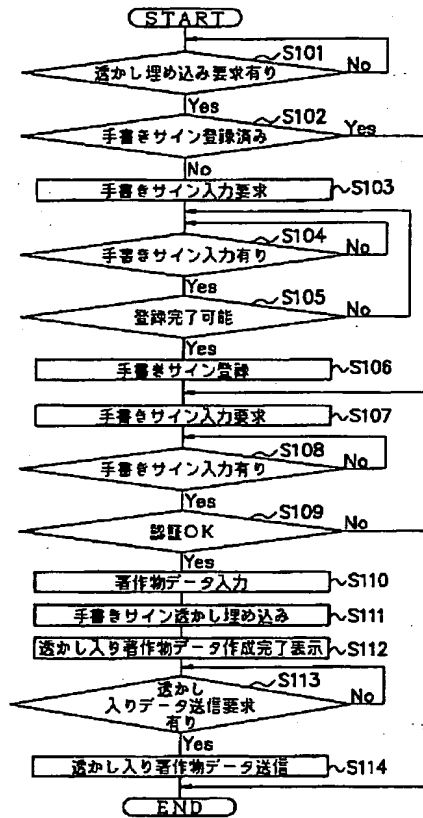 START
S101
透かし埋め込み要求有り
No
Yes
S102
手書きサイン登録済み
Yes
No
手書きサイン入力要求
S103
S104
手書きサイン入力有り
No
Yes
S105
登録完了可能
No
Yes
手書きサイン登録
S106
手書きサイン入力要求
S107
S108
手書きサイン入力有り
No
Yes
S109
認証OK
No
Yes
著作物データ入力
S110
手書きサイン透かし埋め込み
S111
透かし入り著作物データ作成完了表示
S112
S113
透かし
入りデータ送信要求
有り
No
Yes
透かし入り著作物データ送信
S114
END